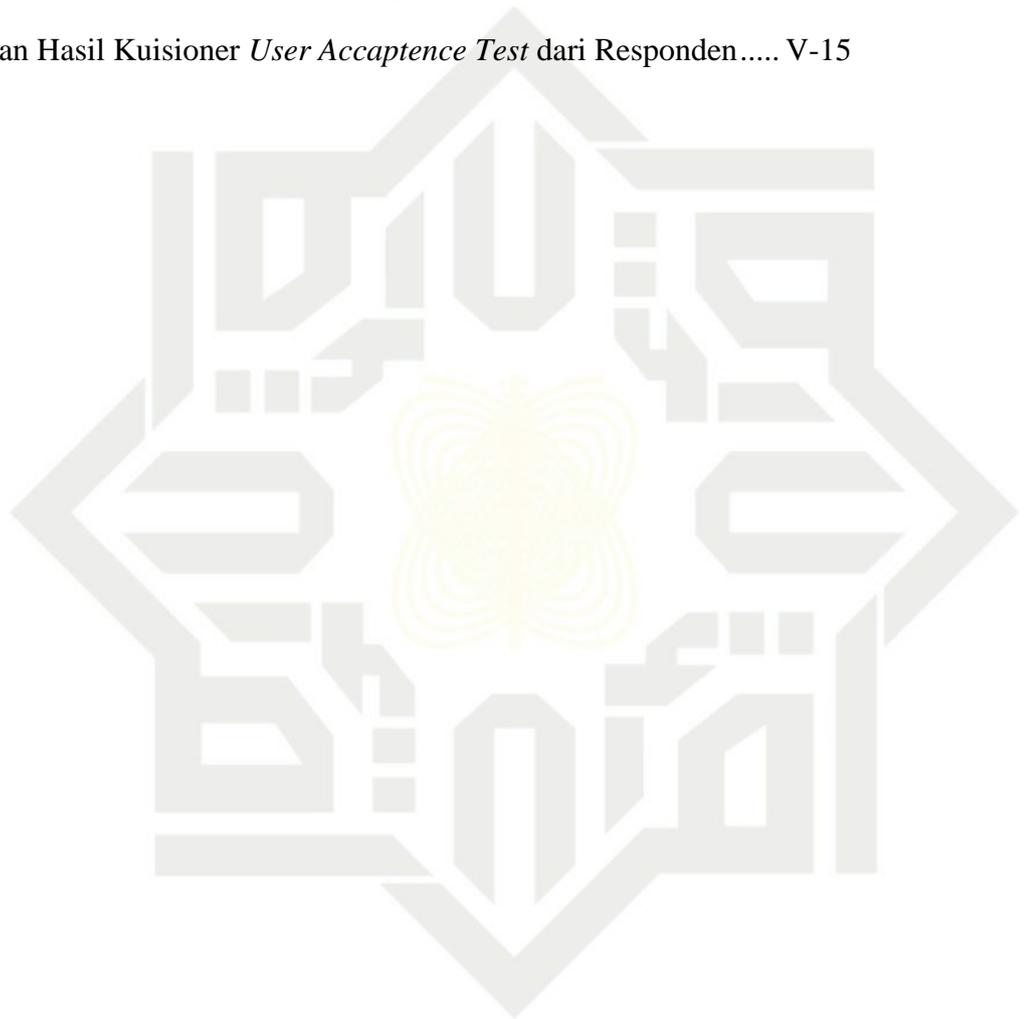 an Hasil Kuisioner User Accaptence Test dari Responden..... V-15